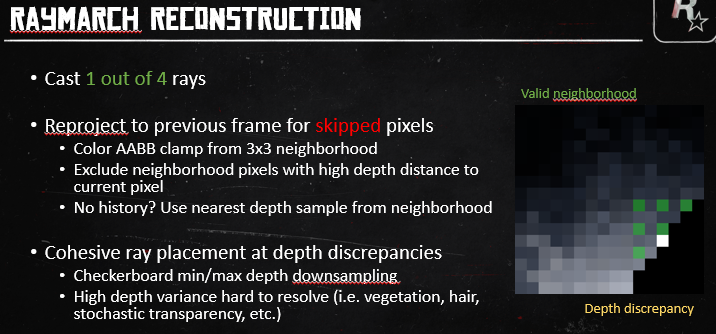 RAYMARCH RECONSTRUCTION
R
• Cast 1 out of 4 rays
Valid neighborhood
• Reproject to previous frame for skipped pixels
• Color AABB clamp from 3x3 neighborhood
• Exclude neighborhood pixels with high depth distance to
current pixel
• No history? Use nearest depth sample from neighborhood
• Cohesive ray placement at depth discrepancies
• Checkerboard min/max depth downsampling
• High depth variance hard to resolve (i.e. vegetation, hair,
stochastic transparency, etc.)
Depth discrepancy